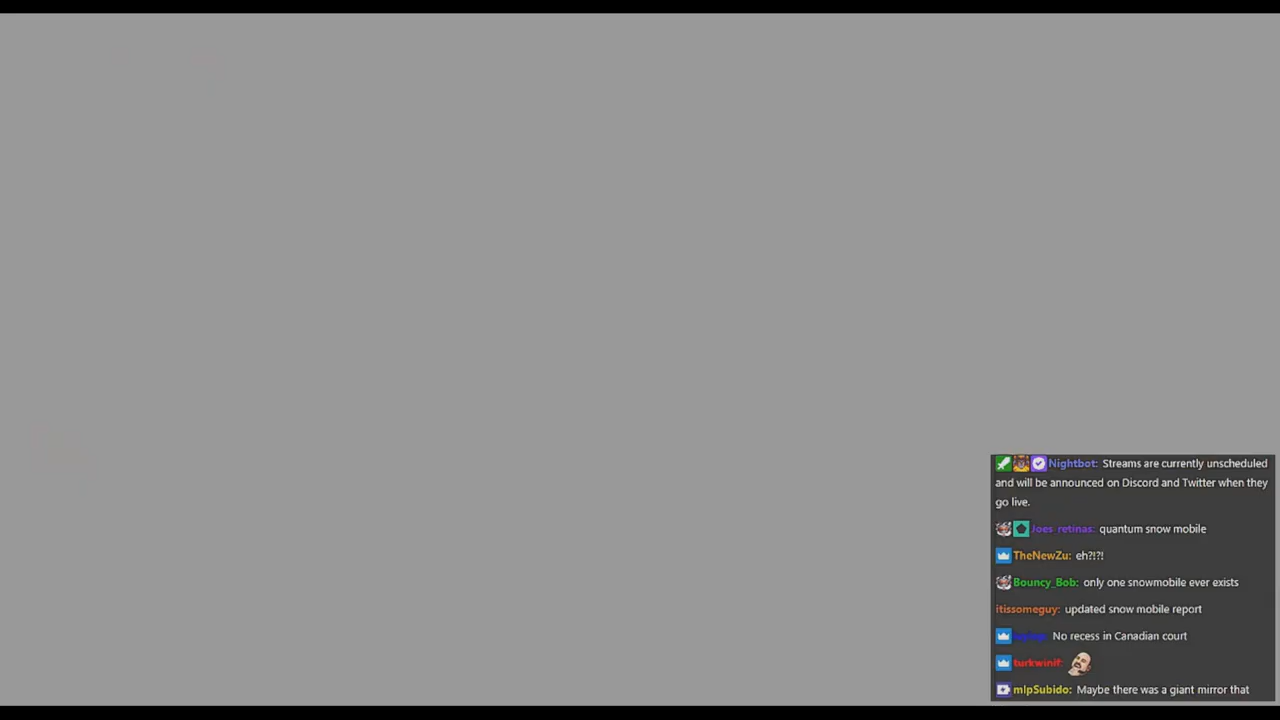 Nightbot: Streams are currently unscheduled
and will be announced on Discord and Twitter when they
go live.
Joes_retinas: quantum snow mobile
TheNewZu: eh?!?!
Bouncy_Bob: only one snowmobile ever exists
itissomeguy: updated snow mobile report
No recess in Canadian court
turkwinif:
mlpSubido: Maybe there was a giant mirror that